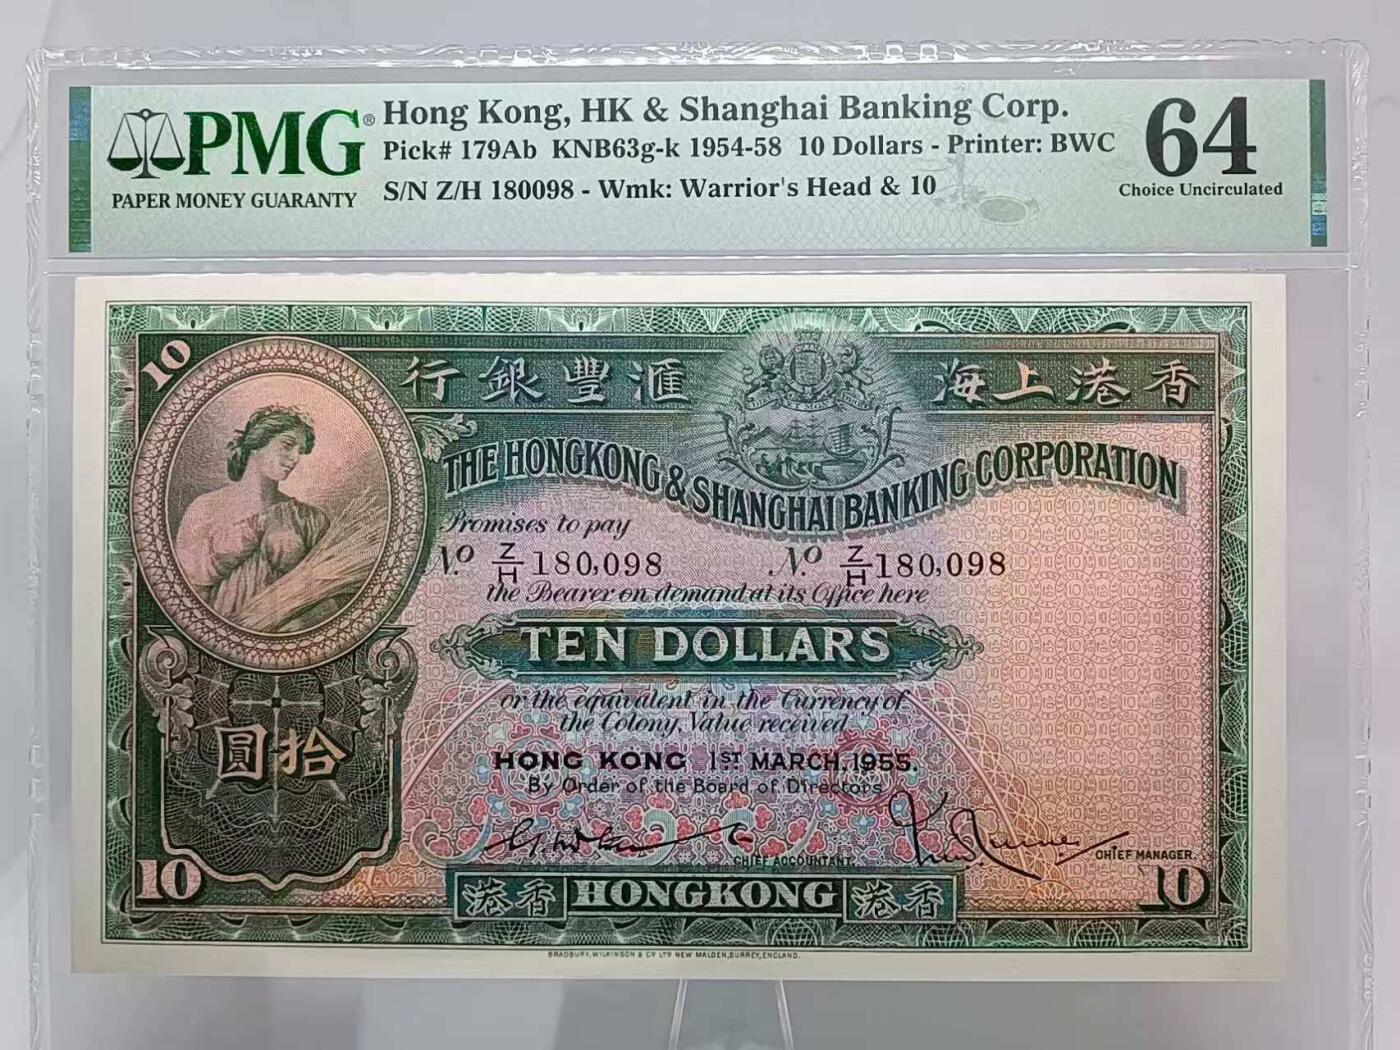 PMG®
PAPER MONEY GUARANTY
Hong Kong, HK & Shanghai Banking Corp.
Pick# 179Ab KNB63g-k 1954-58 10 Dollars - Printer: BWC
S/N Z/H 180098 - Wmk: Warrior's Head & 10
64
Choice Uncirculated
10
行銀豐滙 海上港香
THE HONGKONG & SHANGHAI BANKING CORPORATION
Promises to pay
No. Z/H 180,098 No. Z/H 180,098
the Bearer on demand at its Office here
TEN DOLLARS
or the equivalent in the Currency of
the Colony, Value received
圓拾
HONG KONG 1ST MARCH, 1955.
By Order of the Board of Directors
CHIEF ACCOUNTANT.
CHIEF MANAGER.
10
港香 HONGKONG 港香
10
BRADBURY, WILKINSON & CO LTD NEW MALDEN, SURREY, ENGLAND.